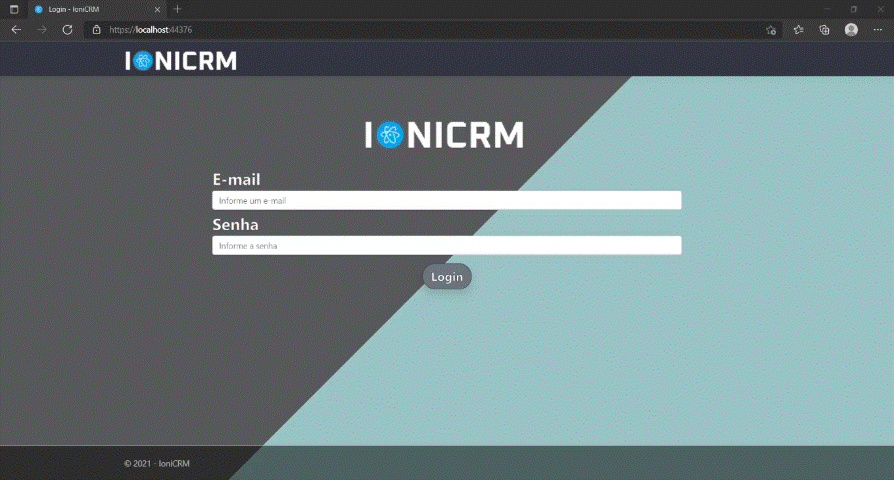 Login - IoniCRM
https://localhost:44376
IONICRM
IONICRM
E-mail
Informe um e-mail
Senha
Informe a senha
Login
© 2021 - IoniCRM